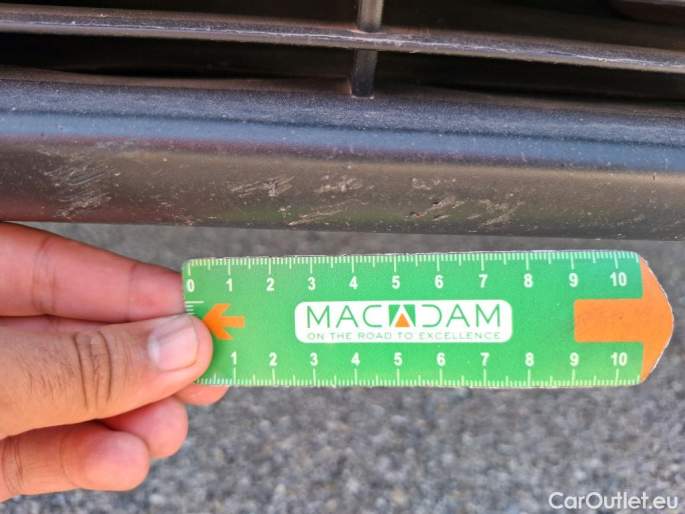 0 1 2 3 4 5 6 7 8 9 10
MACADAM
ON THE ROAD TO EXCELLENCE
1 2 3 4 5 6 7 8 9 10
CarOutlet.eu